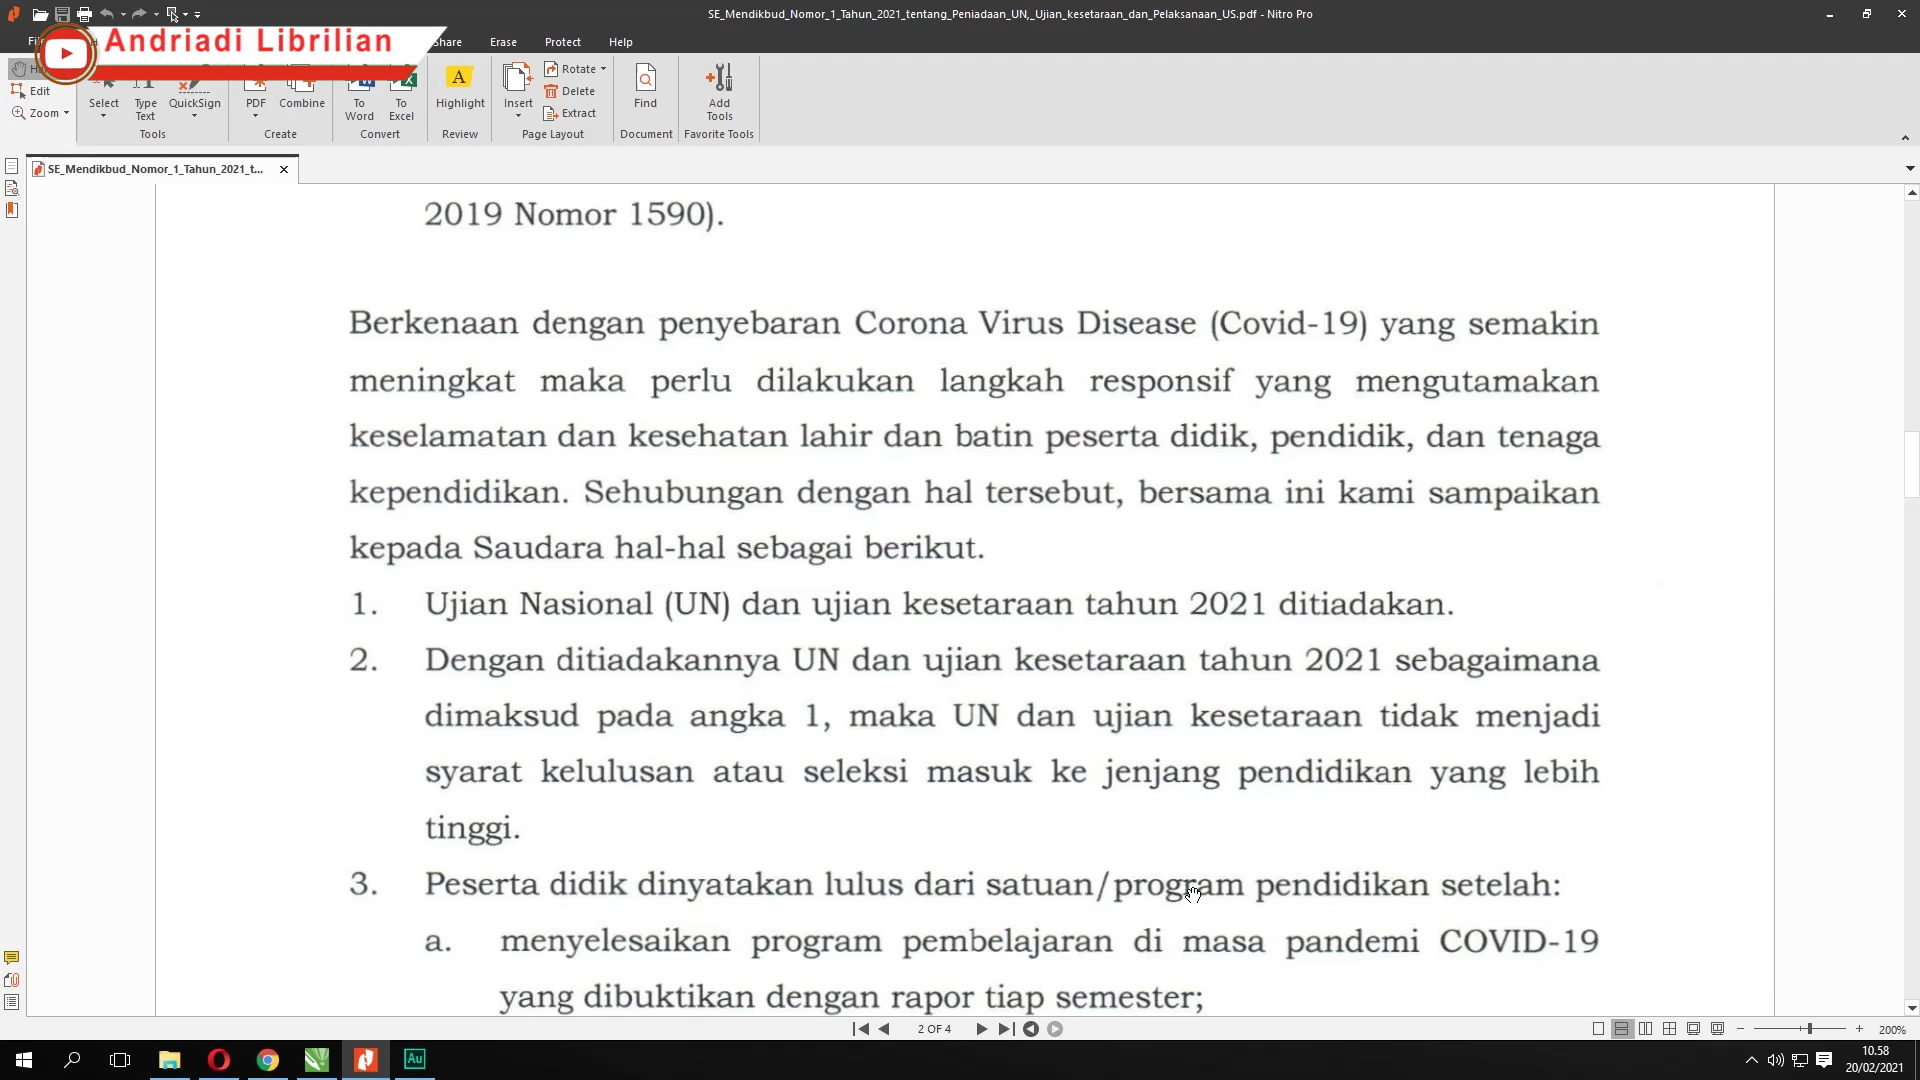 SE_Mendikbud_Nomor_1_Tahun_2021_tentang_Peniadaan_UN,_Ujian_kesetaraan_dan_Pelaksanaan_US.pdf - Nitro Pro
Andriadi Librilian
Share Erase Protect Help
Edit
Zoom
Select
Type Text
QuickSign
Tools
PDF
Combine
Create
To Word
To Excel
Convert
Highlight
Review
Insert
Rotate
Delete
Extract
Page Layout
Find
Document
Add Tools
Favorite Tools
SE_Mendikbud_Nomor_1_Tahun_2021_t...
2019 Nomor 1590).
Berkenaan dengan penyebaran Corona Virus Disease (Covid-19) yang semakin
meningkat maka perlu dilakukan langkah responsif yang mengutamakan
keselamatan dan kesehatan lahir dan batin peserta didik, pendidik, dan tenaga
kependidikan. Sehubungan dengan hal tersebut, bersama ini kami sampaikan
kepada Saudara hal-hal sebagai berikut.
1. Ujian Nasional (UN) dan ujian kesetaraan tahun 2021 ditiadakan.
2. Dengan ditiadakannya UN dan ujian kesetaraan tahun 2021 sebagaimana
dimaksud pada angka 1, maka UN dan ujian kesetaraan tidak menjadi
syarat kelulusan atau seleksi masuk ke jenjang pendidikan yang lebih
tinggi.
3. Peserta didik dinyatakan lulus dari satuan/program pendidikan setelah:
a. menyelesaikan program pembelajaran di masa pandemi COVID-19
yang dibuktikan dengan rapor tiap semester;
2 OF 4
200%
Au
10.58
20/02/2021